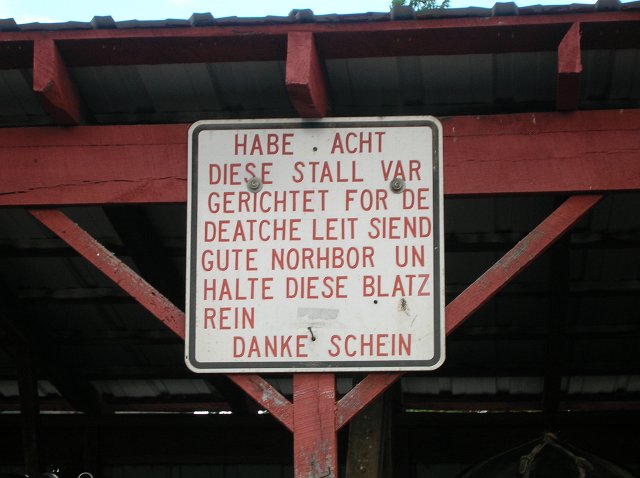 HABE ACHT
DIESE STALL VAR
GERICHTET FOR DE
DEATCHE LEIT SIEND
GUTE NORHBOR UN
HALTE DIESE BLATZ
REIN
DANKE SCHEIN